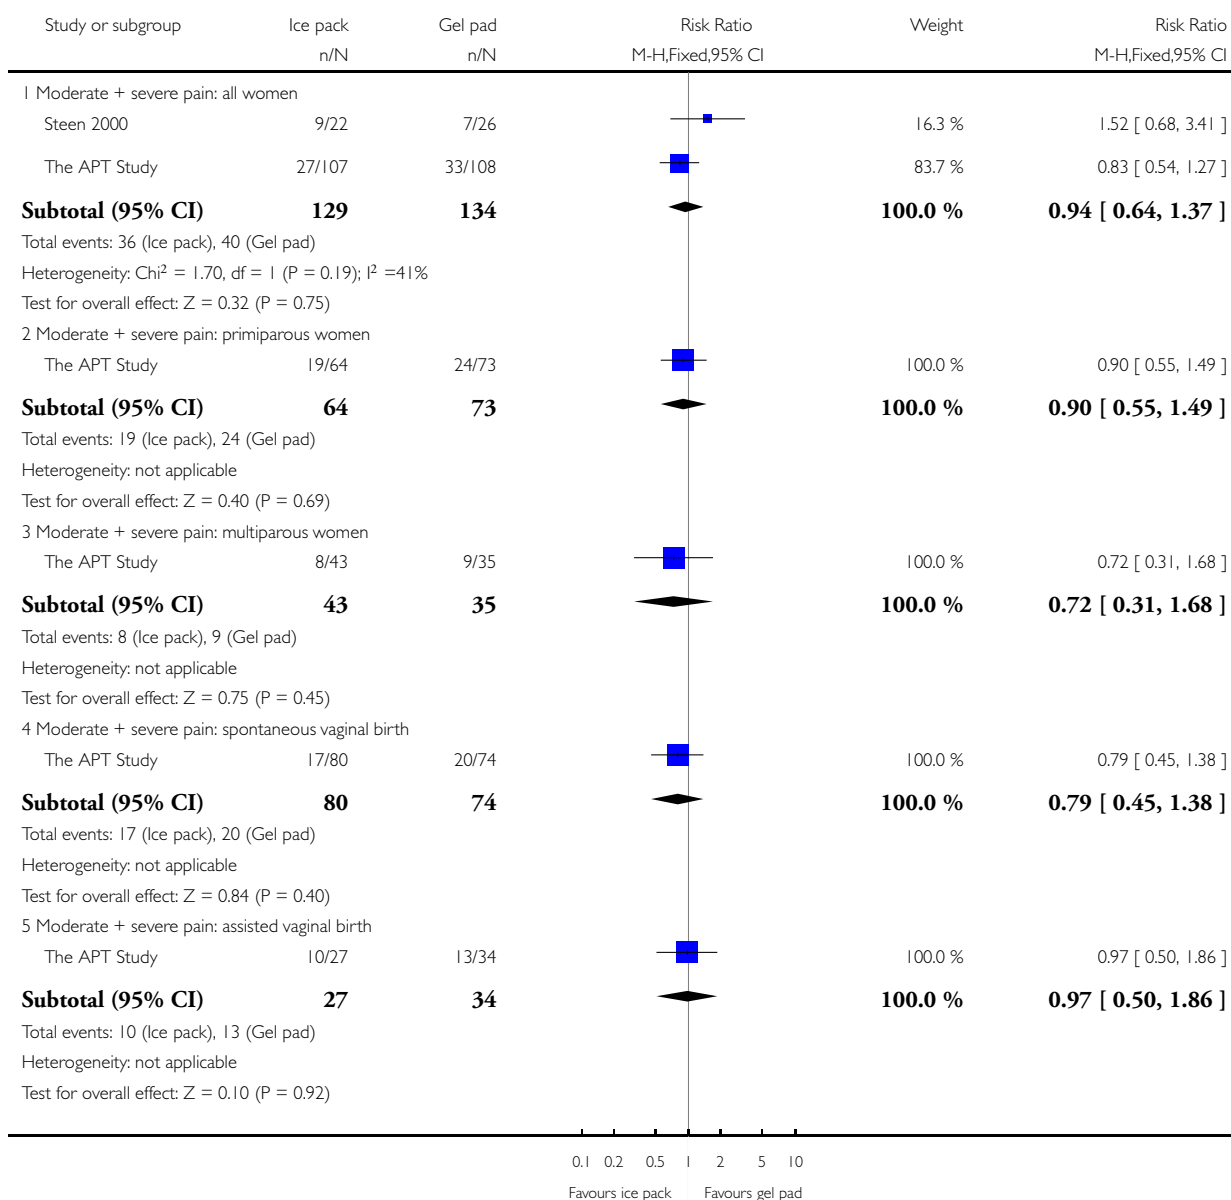 Study or subgroup Ice pack Gel pad Risk Ratio Weight Risk Ratio
n/N n/N M-H,Fixed,95% CI M-H,Fixed,95% CI
1 Moderate + severe pain: all women
Steen 2000 9/22 7/26 16.3 % 1.52 [ 0.68, 3.41 ]
The APT Study 27/107 33/108 83.7 % 0.83 [ 0.54, 1.27 ]
Subtotal (95% CI) 129 134 100.0 % 0.94 [ 0.64, 1.37 ]
Total events: 36 (Ice pack), 40 (Gel pad)
Heterogeneity: Chi² = 1.70, df = 1 (P = 0.19); I² =41%
Test for overall effect: Z = 0.32 (P = 0.75)
2 Moderate + severe pain: primiparous women
The APT Study 19/64 24/73 100.0 % 0.90 [ 0.55, 1.49 ]
Subtotal (95% CI) 64 73 100.0 % 0.90 [ 0.55, 1.49 ]
Total events: 19 (Ice pack), 24 (Gel pad)
Heterogeneity: not applicable
Test for overall effect: Z = 0.40 (P = 0.69)
3 Moderate + severe pain: multiparous women
The APT Study 8/43 9/35 100.0 % 0.72 [ 0.31, 1.68 ]
Subtotal (95% CI) 43 35 100.0 % 0.72 [ 0.31, 1.68 ]
Total events: 8 (Ice pack), 9 (Gel pad)
Heterogeneity: not applicable
Test for overall effect: Z = 0.75 (P = 0.45)
4 Moderate + severe pain: spontaneous vaginal birth
The APT Study 17/80 20/74 100.0 % 0.79 [ 0.45, 1.38 ]
Subtotal (95% CI) 80 74 100.0 % 0.79 [ 0.45, 1.38 ]
Total events: 17 (Ice pack), 20 (Gel pad)
Heterogeneity: not applicable
Test for overall effect: Z = 0.84 (P = 0.40)
5 Moderate + severe pain: assisted vaginal birth
The APT Study 10/27 13/34 100.0 % 0.97 [ 0.50, 1.86 ]
Subtotal (95% CI) 27 34 100.0 % 0.97 [ 0.50, 1.86 ]
Total events: 10 (Ice pack), 13 (Gel pad)
Heterogeneity: not applicable
Test for overall effect: Z = 0.10 (P = 0.92)
0.1 0.2 0.5 1 2 5 10
Favours ice pack Favours gel pad